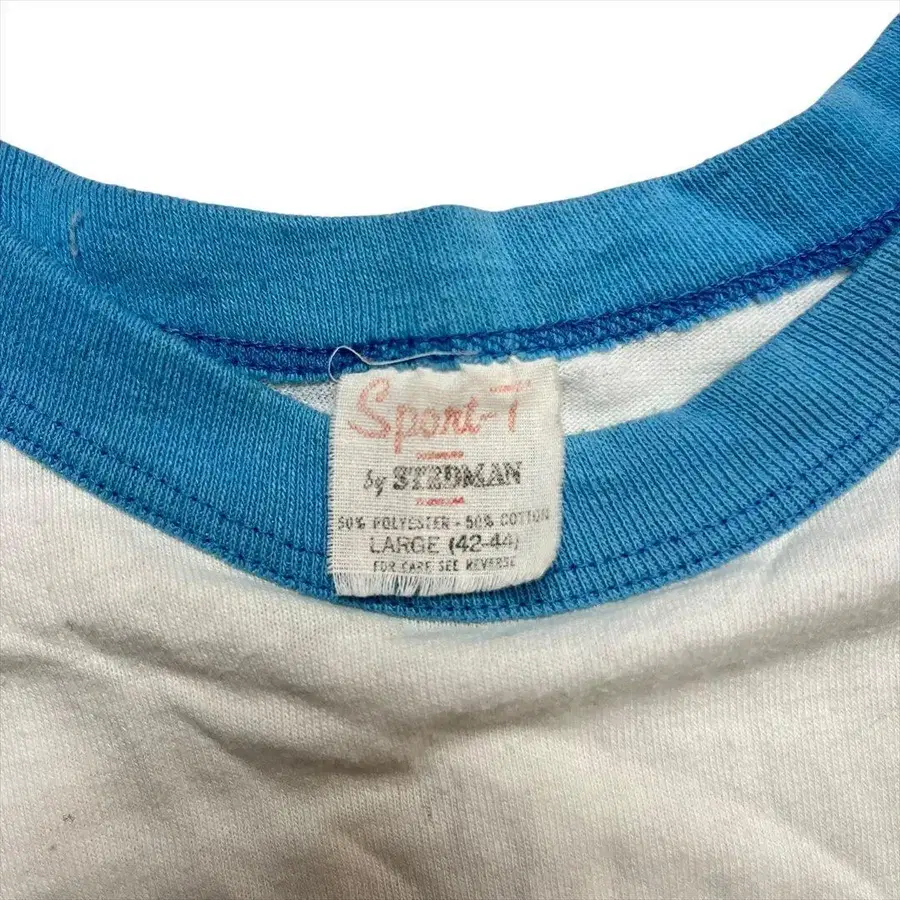 Sport-T
by STEDMAN
50% POLYESTER - 50% COTTON
LARGE (42-44)
FOR CARE SEE REVERSE